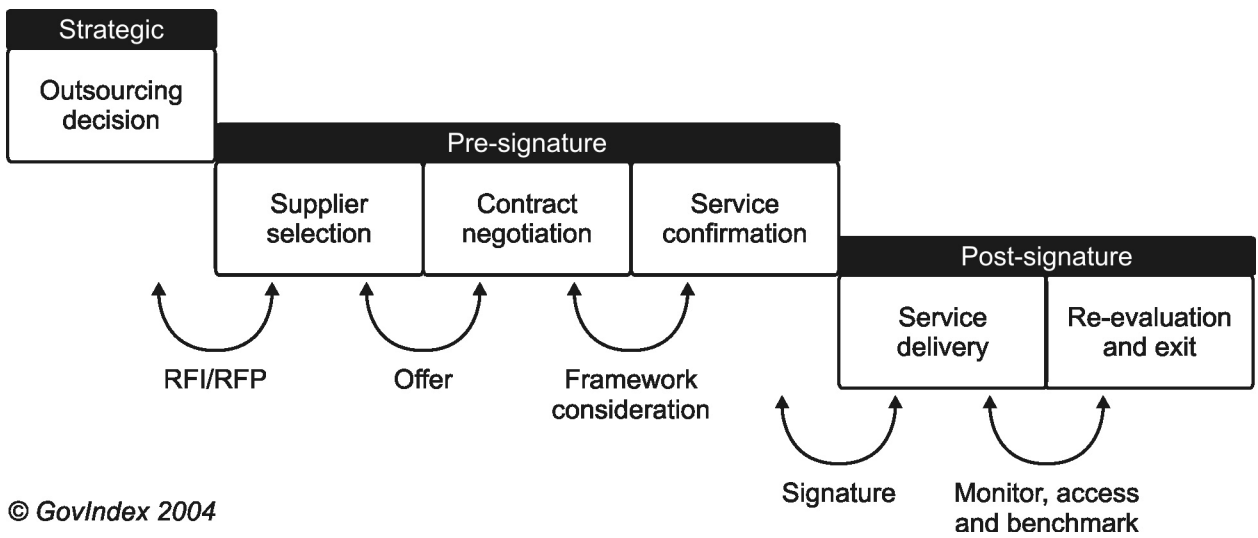 Strategic
Outsourcing
decision
Pre-signature
Supplier
selection
Contract
negotiation
Service
confirmation
Post-signature
Service
delivery
Re-evaluation
and exit
RFI/RFP
Offer
Framework
consideration
Signature
Monitor, access
and benchmark
© GovIndex 2004